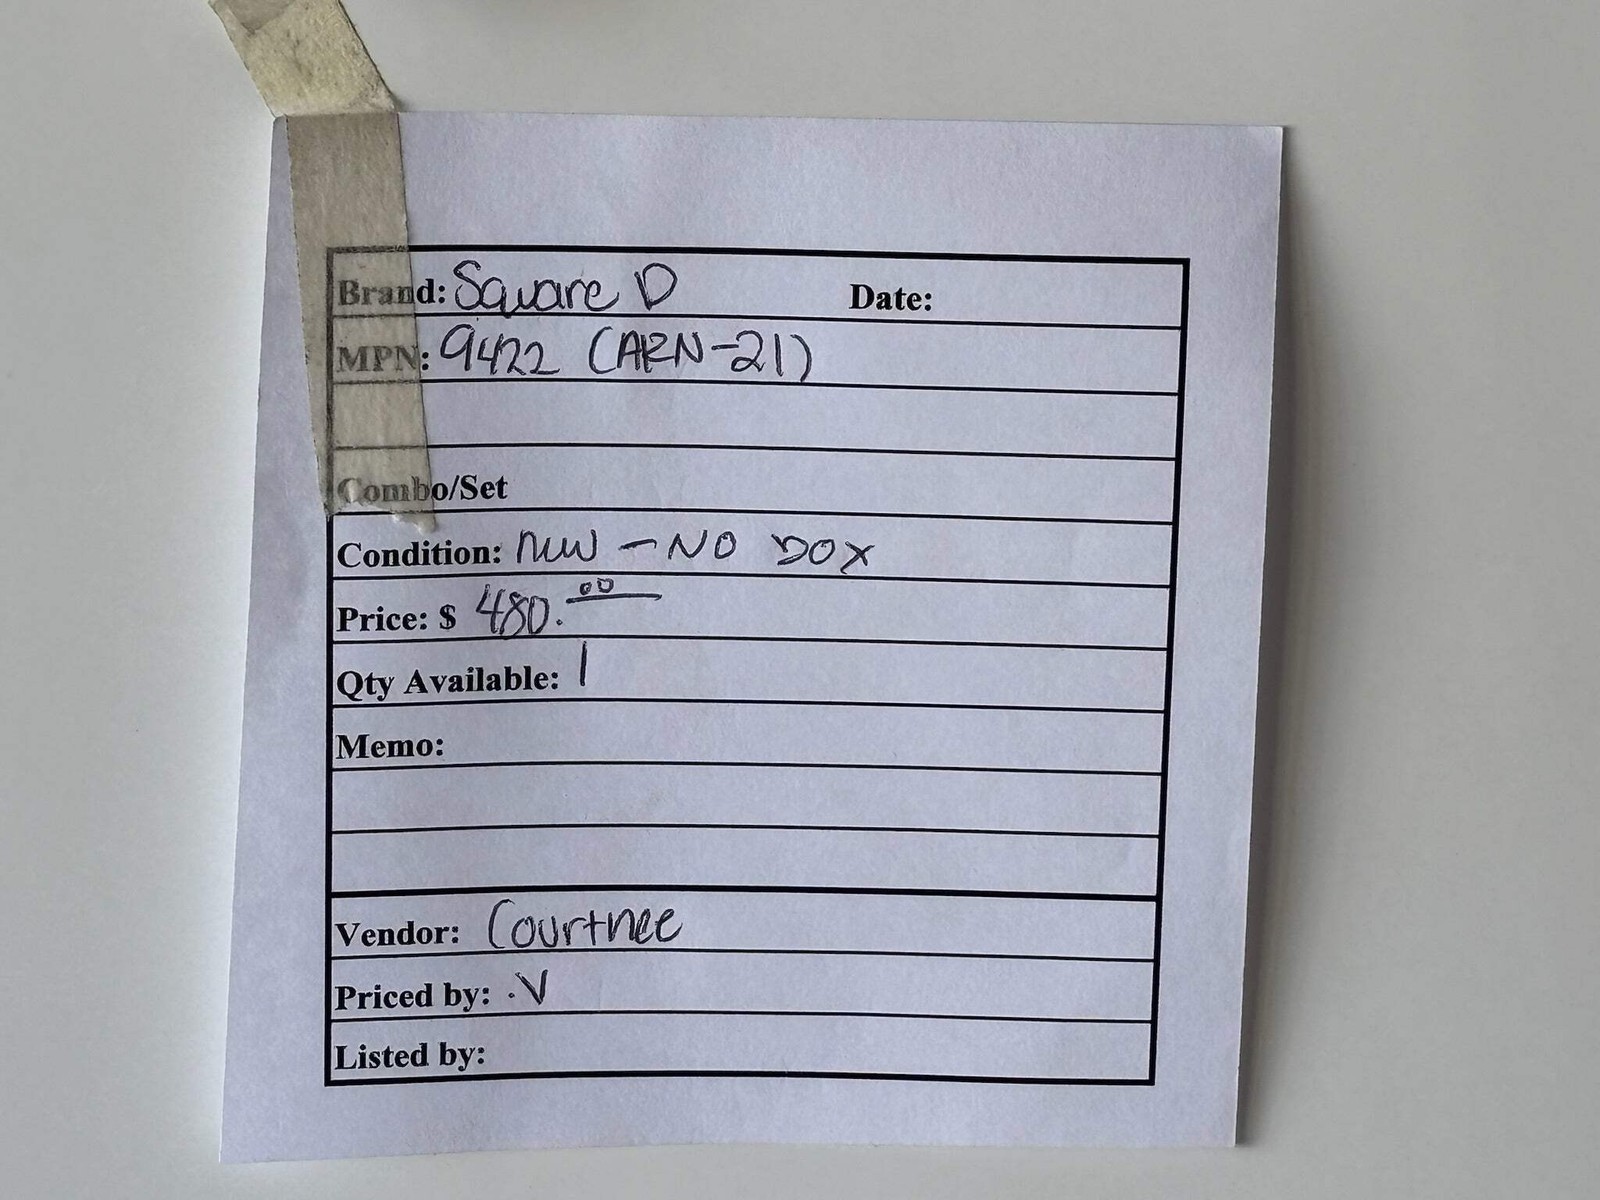 Brand: Square D Date:
MPN: 9422 (ARN-21)
Combo/Set
Condition: new - NO BOX
Price: $ 480.00
Qty Available: 1
Memo:
Vendor: Courtnee
Priced by: .V
Listed by: